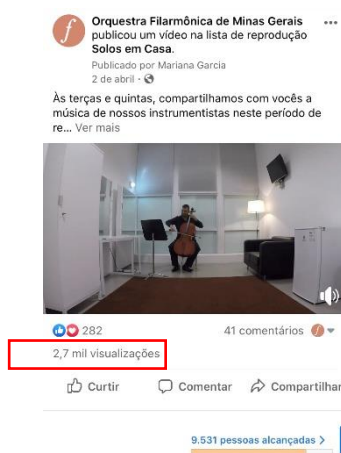 Orquestra Filarmônica de Minas Gerais
publicou um vídeo na lista de reprodução
Solos em Casa.
Publicado por Mariana Garcia
2 de abril ·
Às terças e quintas, compartilhamos com vocês a
música de nossos instrumentistas neste período de
re... Ver mais
282 41 comentários
2,7 mil visualizações
Curtir Comentar Compartilhar
9.531 pessoas alcançadas >